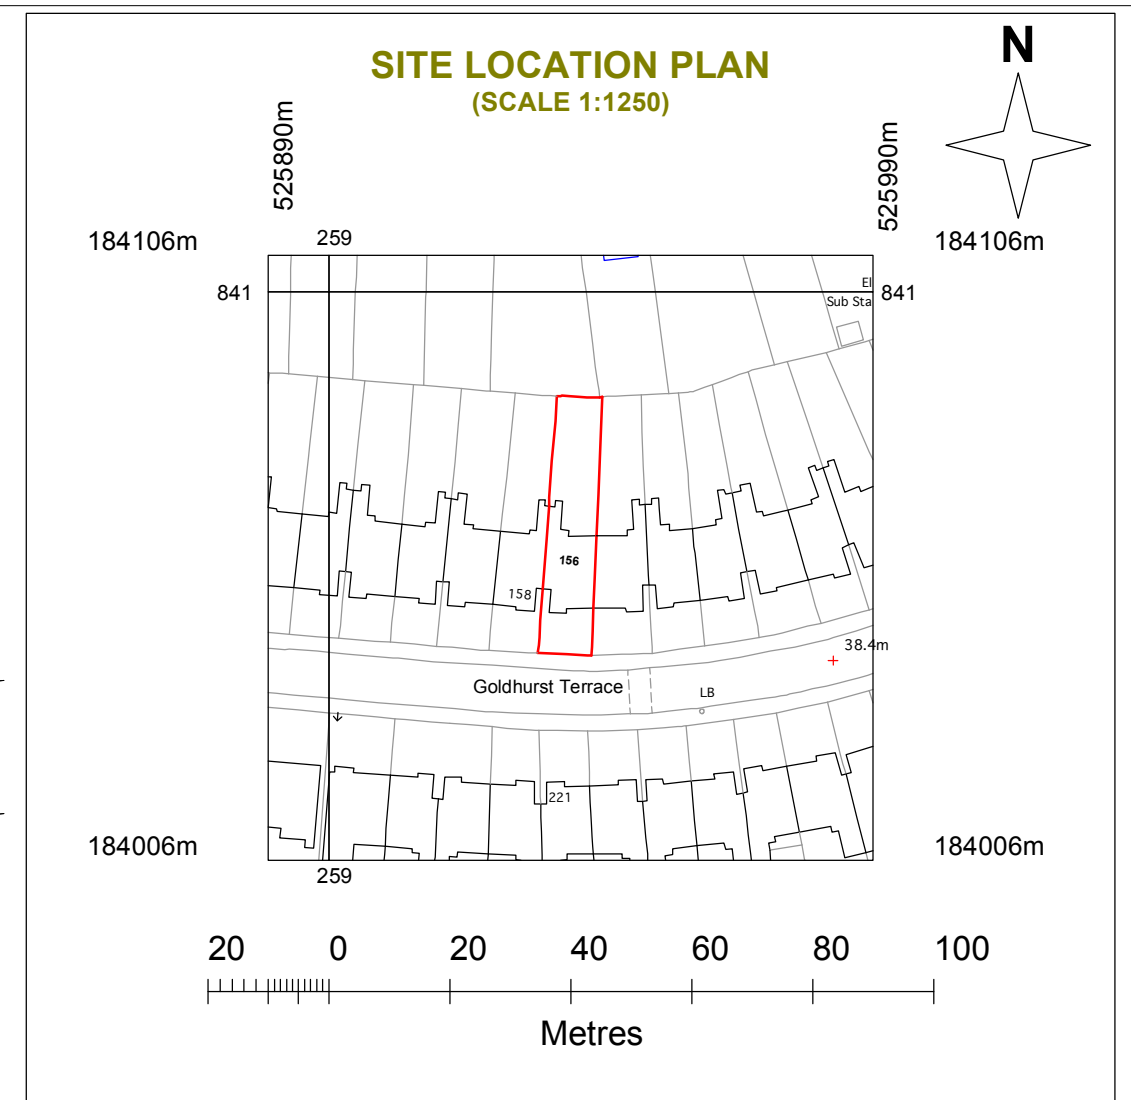 SITE LOCATION PLAN
(SCALE 1:1250)
N
525890m
525990m
184106m
259
184106m
841
841
El
Sub Sta
156
158
38.4m
Goldhurst Terrace
LB
221
184006m
184006m
259
20 0 20 40 60 80 100
Metres